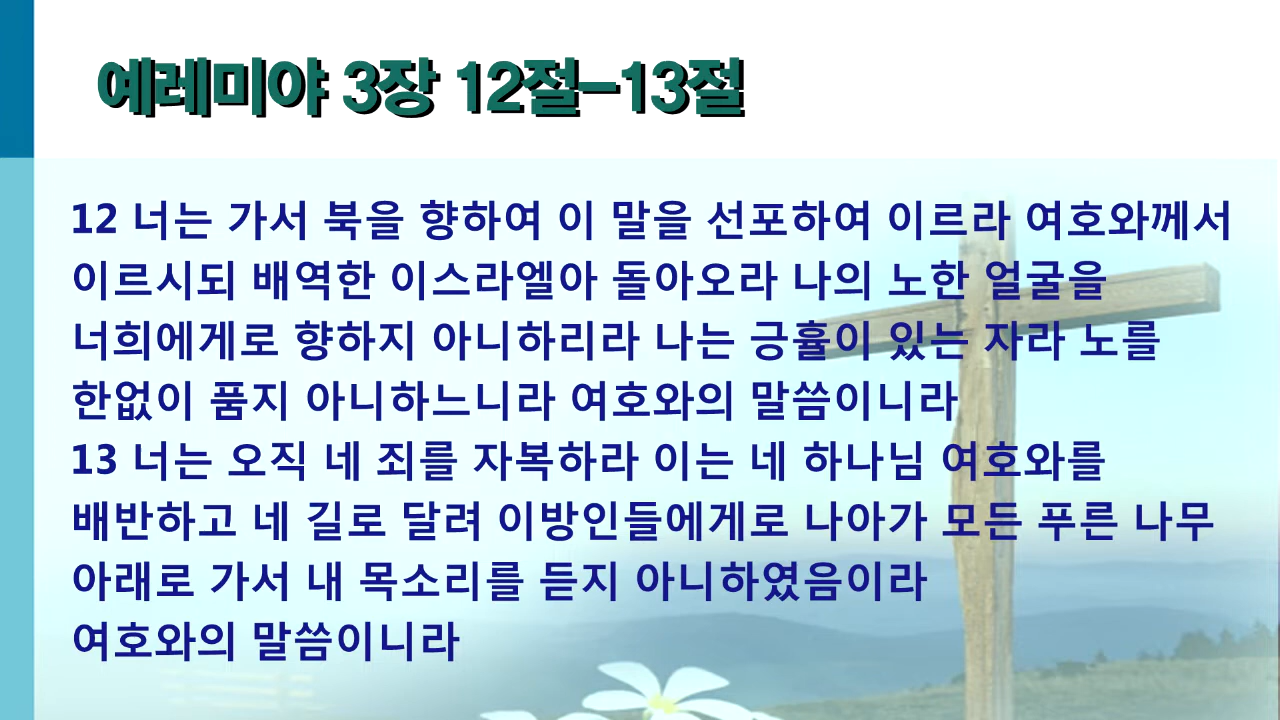 예레미야 3장 12절-13절
12 너는 가서 북을 향하여 이 말을 선포하여 이르라 여호와께서
이르시되 배역한 이스라엘아 돌아오라 나의 노한 얼굴을
너희에게로 향하지 아니하리라 나는 긍휼이 있는 자라 노를
한없이 품지 아니하느니라 여호와의 말씀이니라
13 너는 오직 네 죄를 자복하라 이는 네 하나님 여호와를
배반하고 네 길로 달려 이방인들에게로 나아가 모든 푸른 나무
아래로 가서 내 목소리를 듣지 아니하였음이라
여호와의 말씀이니라